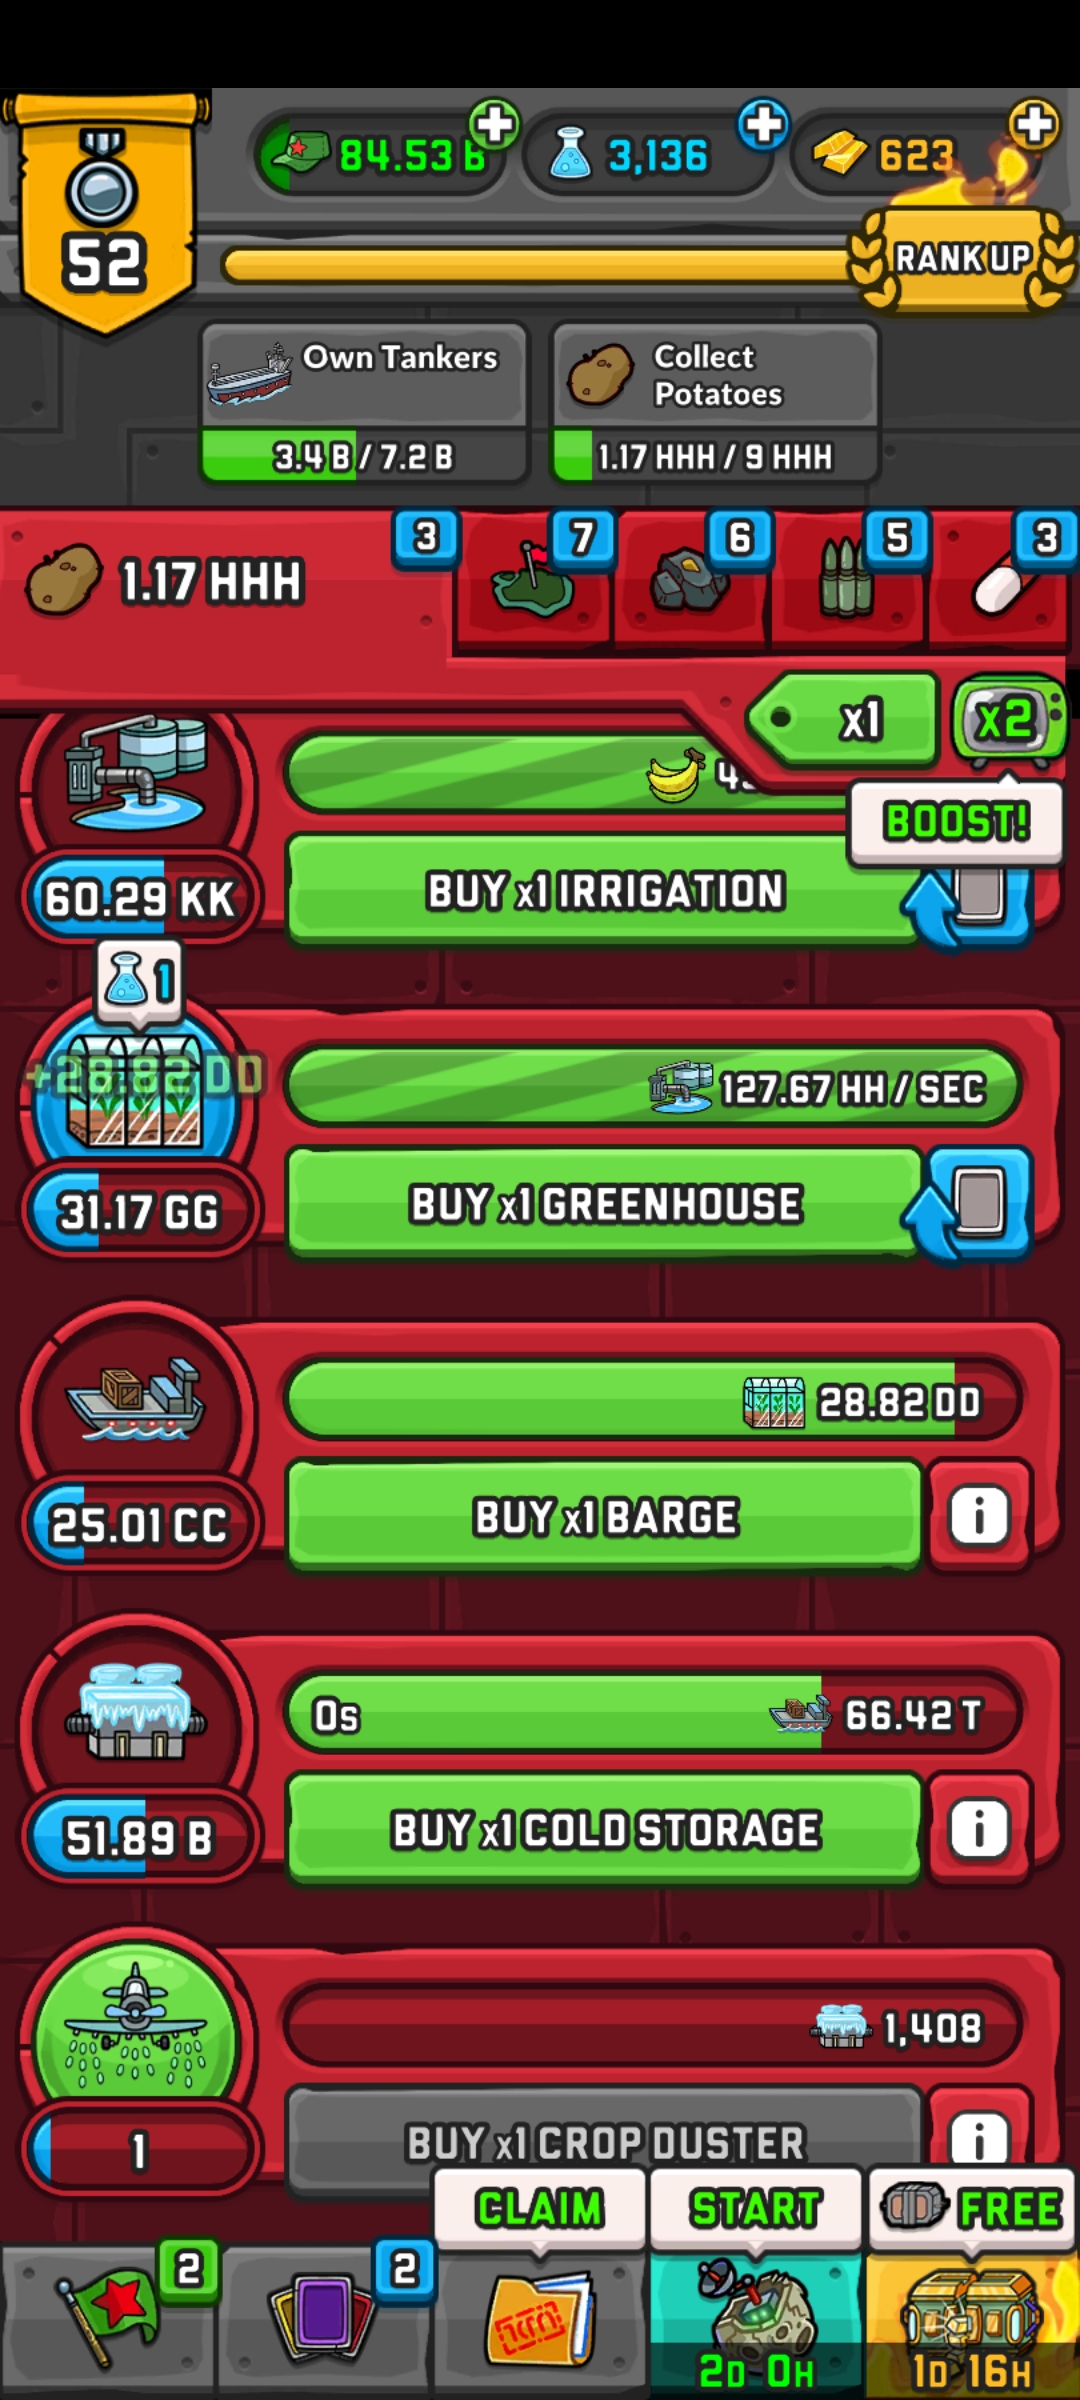 84.53 B
3,136
623
52
RANK UP
Own Tankers
3.4 B / 7.2 B
Collect
Potatoes
1.17 HHH / 9 HHH
1.17 HHH
3
7
6
5
3
x1
x2
BOOST!
60.29 KK
BUY x1 IRRIGATION
1
+28.82 DD
127.67 HH / SEC
31.17 GG
BUY x1 GREENHOUSE
28.82 DD
25.01 CC
BUY x1 BARGE
i
0s
66.42 T
51.89 B
BUY x1 COLD STORAGE
i
1,408
1
BUY x1 CROP DUSTER
i
CLAIM
START
FREE
2
2
2D 0H
1D 16H